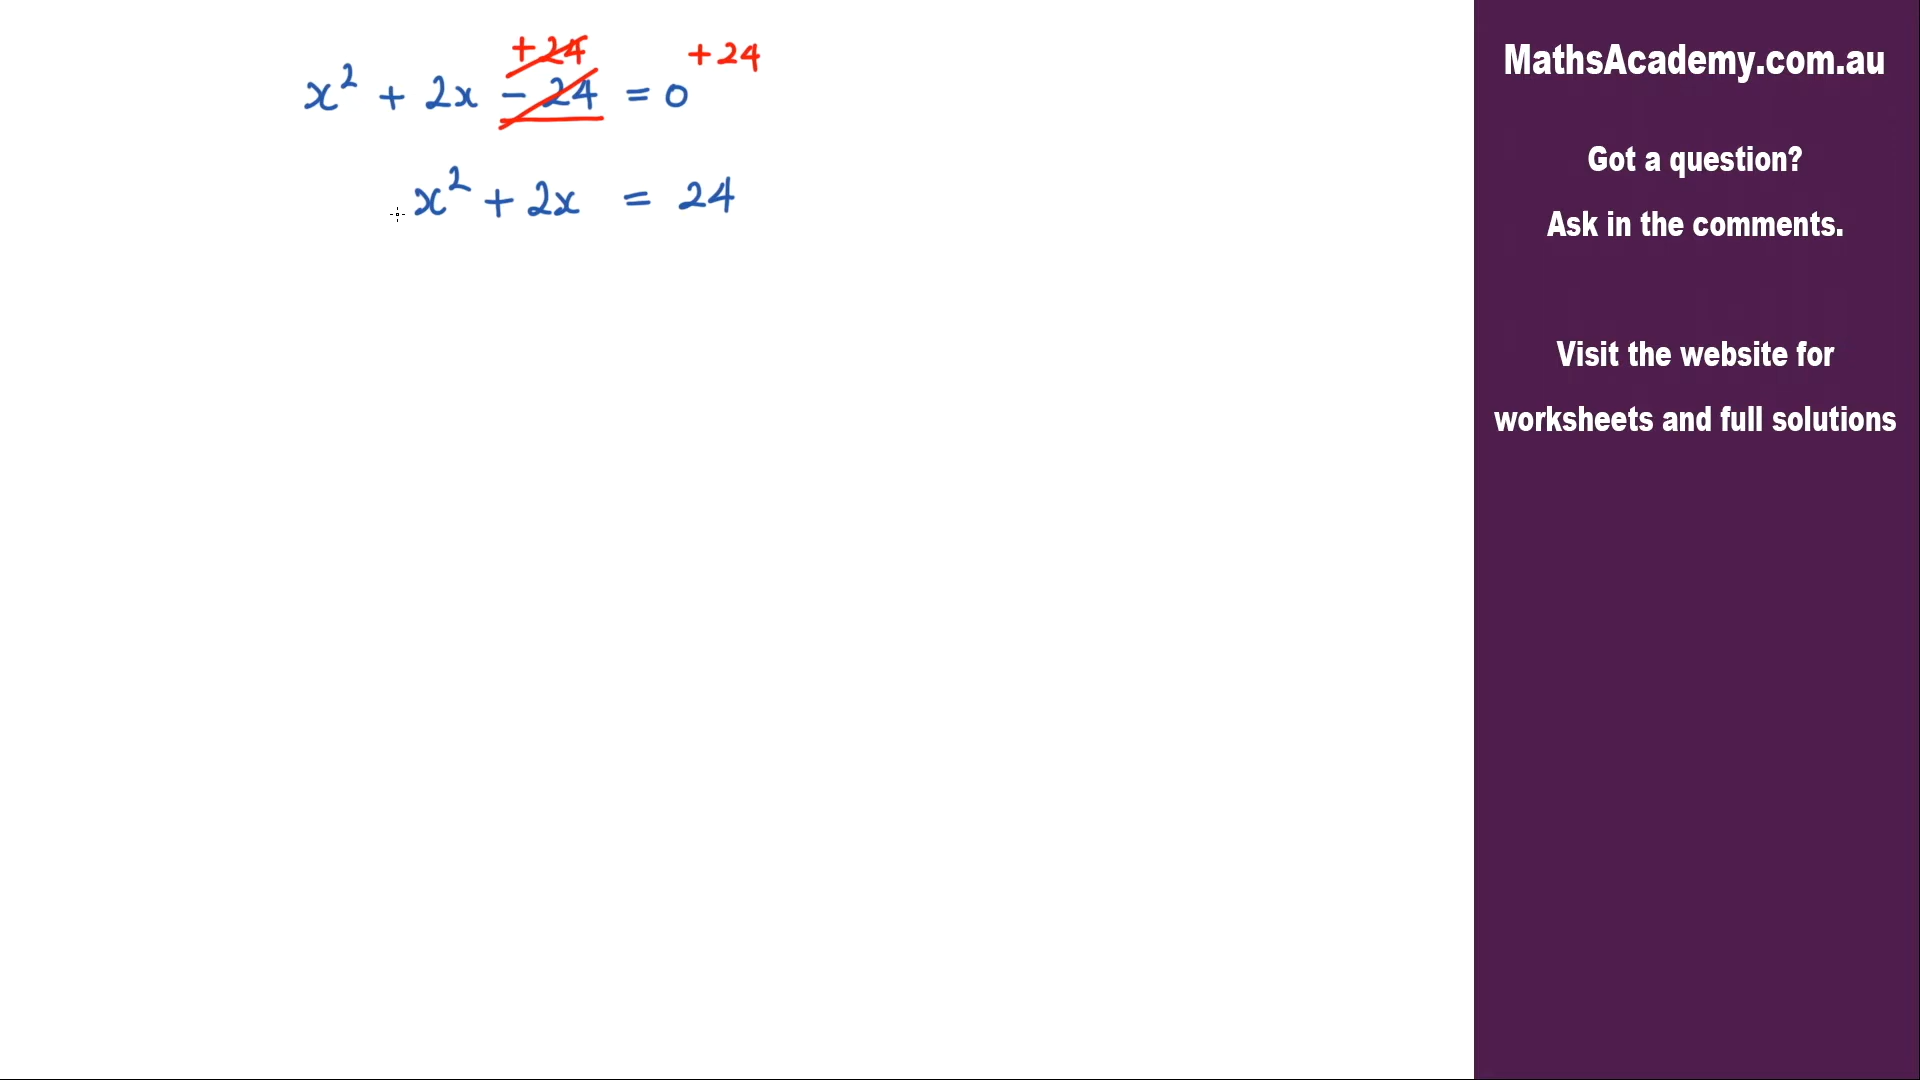 +24 +24
x² + 2x - 24 = 0
x² + 2x = 24
MathsAcademy.com.au
Got a question?
Ask in the comments.
Visit the website for
worksheets and full solutions